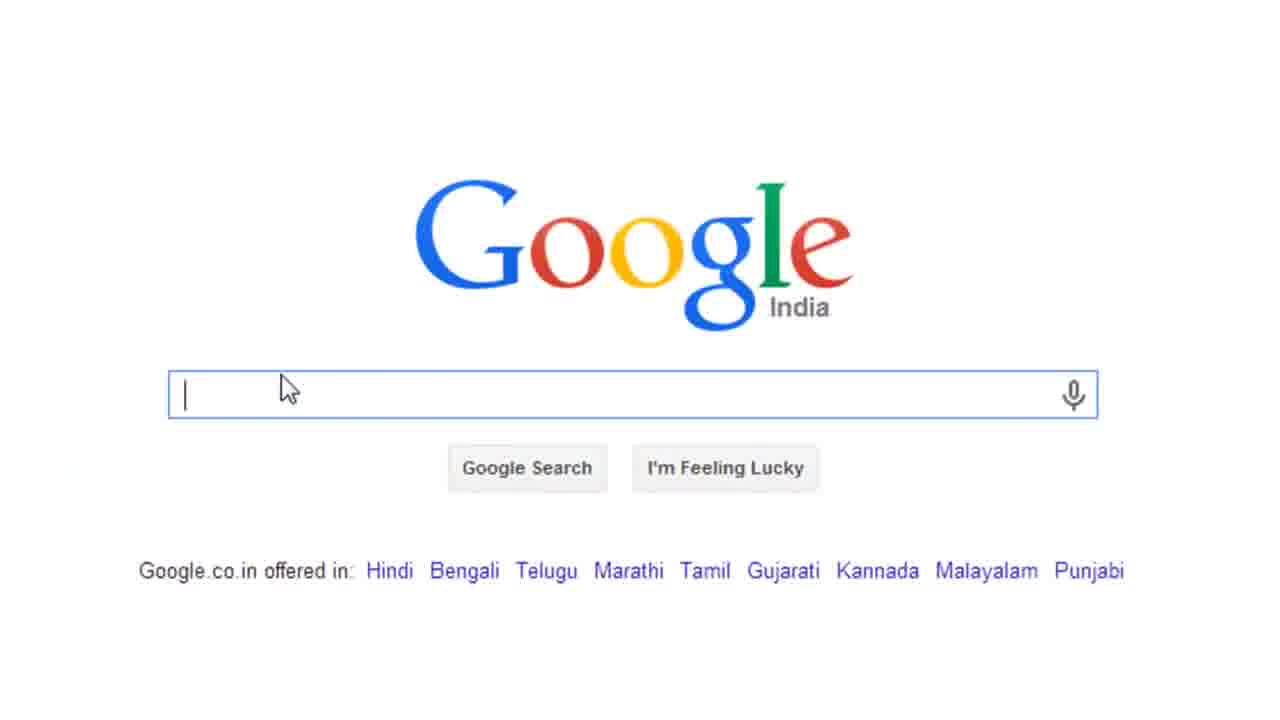 Google
India
Google Search I'm Feeling Lucky
Google.co.in offered in: Hindi Bengali Telugu Marathi Tamil Gujarati Kannada Malayalam Punjabi